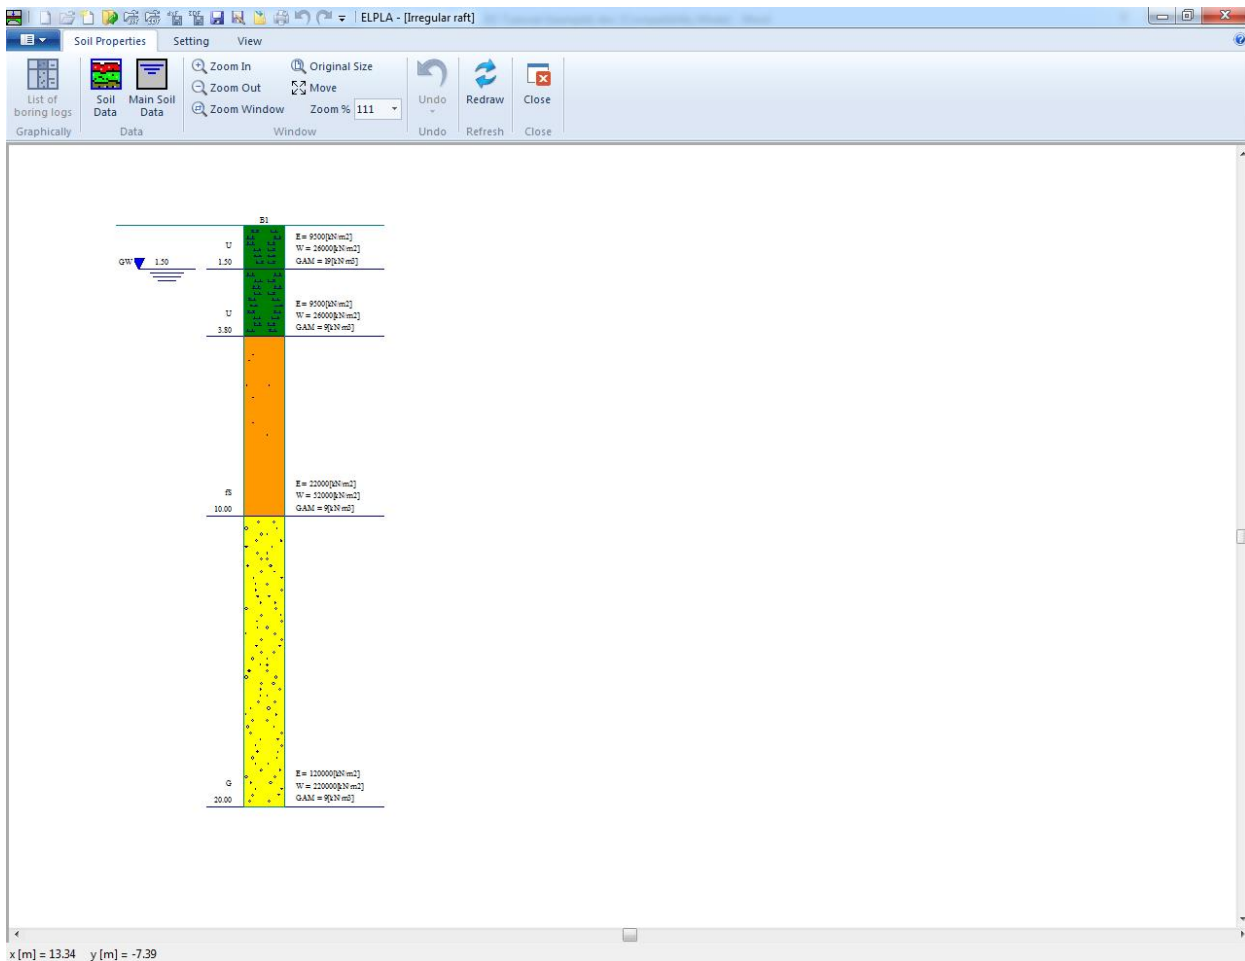 ELPLA - [Irregular raft]
Soil Properties Setting View
Zoom In Original Size
Zoom Out Move
Zoom Window Zoom % 111
List of boring logs
Soil Data
Main Soil Data
Undo
Redraw
Close
Graphically Data Window Undo Refresh Close
B1
U
E = 9500[kN/m2]
W = 26000[kN/m2]
GAM = 19[kN/m3]
GW 1.50
1.50
E = 9500[kN/m2]
W = 26000[kN/m2]
U
GAM = 9[kN/m3]
3.80
E = 22000[kN/m2]
fS
W = 52000[kN/m2]
10.00
GAM = 9[kN/m3]
E = 120000[kN/m2]
G
W = 220000[kN/m2]
20.00
GAM = 9[kN/m3]
x [m] = 13.34 y [m] = -7.39